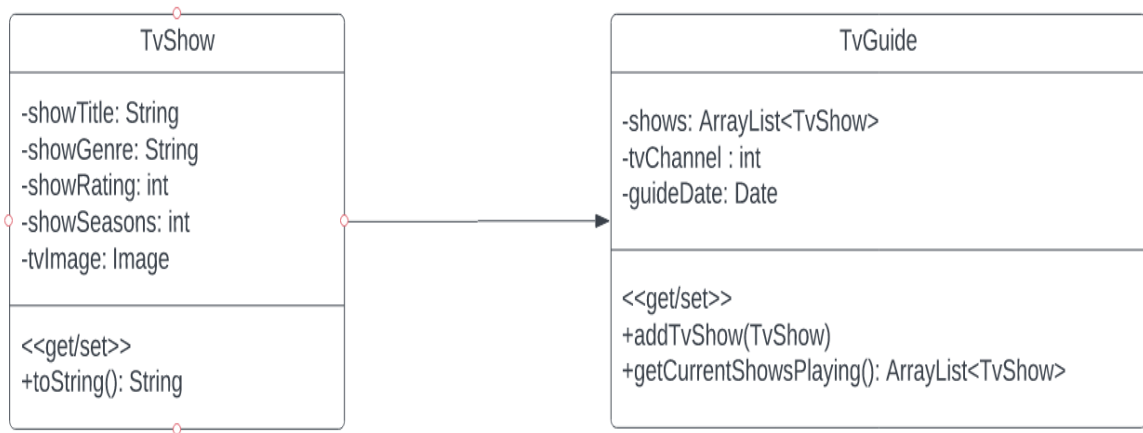 TvShow
-showTitle: String
-showGenre: String
-showRating: int
-showSeasons: int
-tvImage: Image
<<get/set>>
+toString(): String
TvGuide
-shows: ArrayList<TvShow>
-tvChannel : int
-guideDate: Date
<<get/set>>
+addTvShow(TvShow)
+getCurrentShowsPlaying(): ArrayList<TvShow>